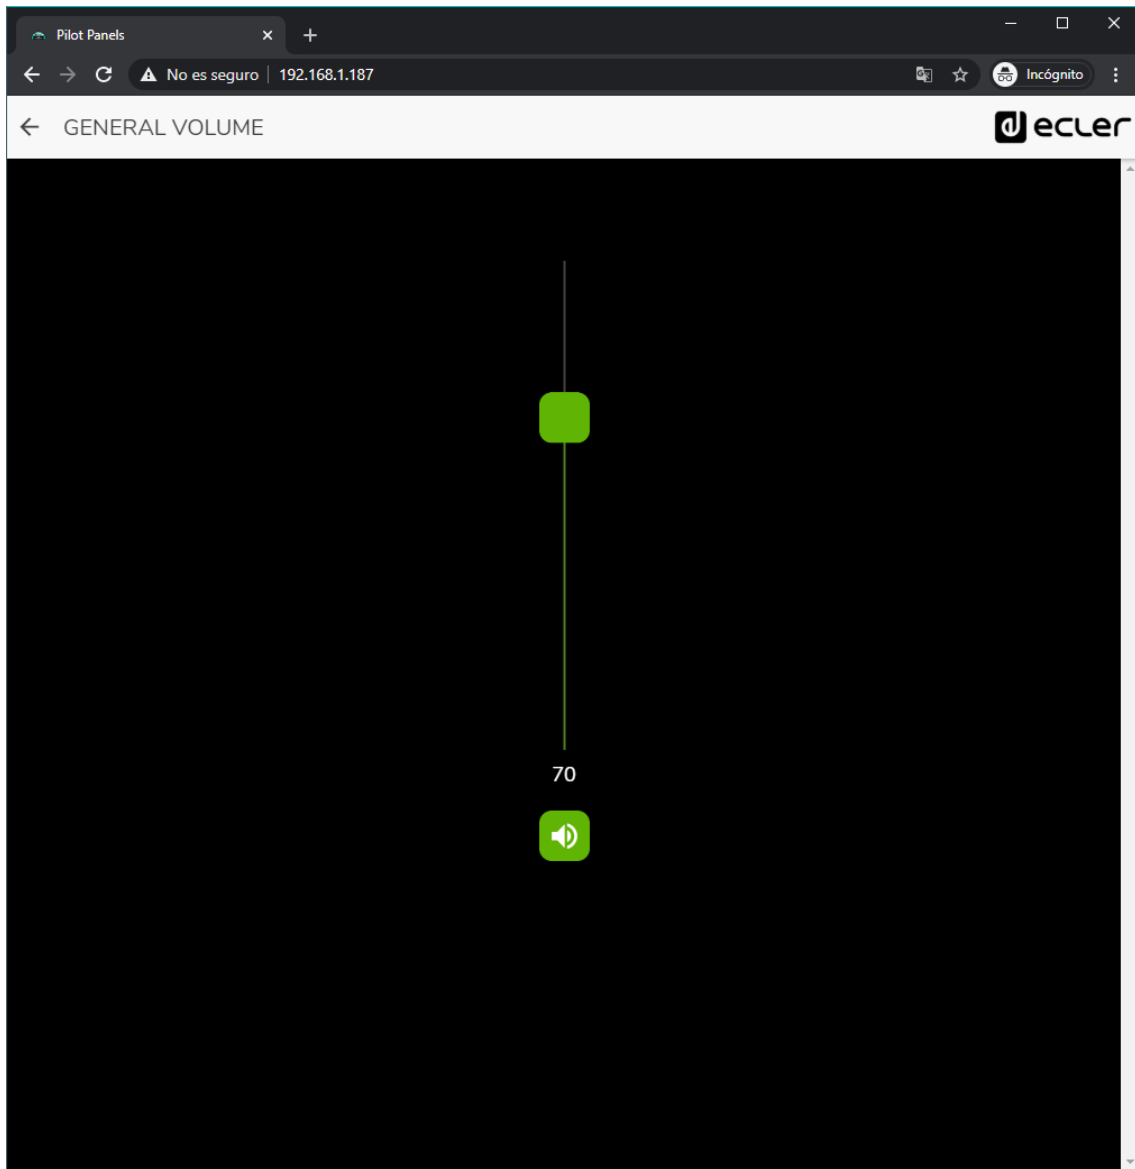 Pilot Panels
No es seguro 192.168.1.187 Incógnito
GENERAL VOLUME ecler
70